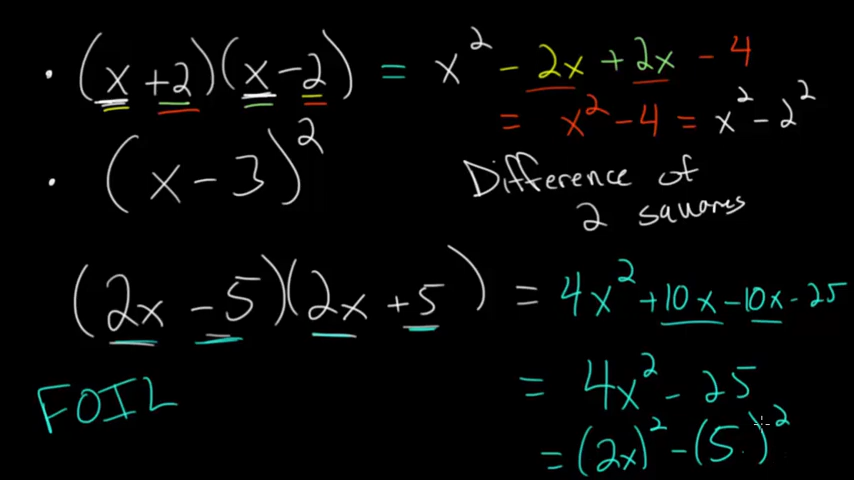 • (x + 2)(x - 2) = x² - 2x + 2x - 4
= x² - 4 = x² - 2²
• (x - 3)²
Difference of
2 squares
(2x - 5)(2x + 5) = 4x² + 10x - 10x - 25
= 4x² - 25
FOIL
= (2x)² - (5)²